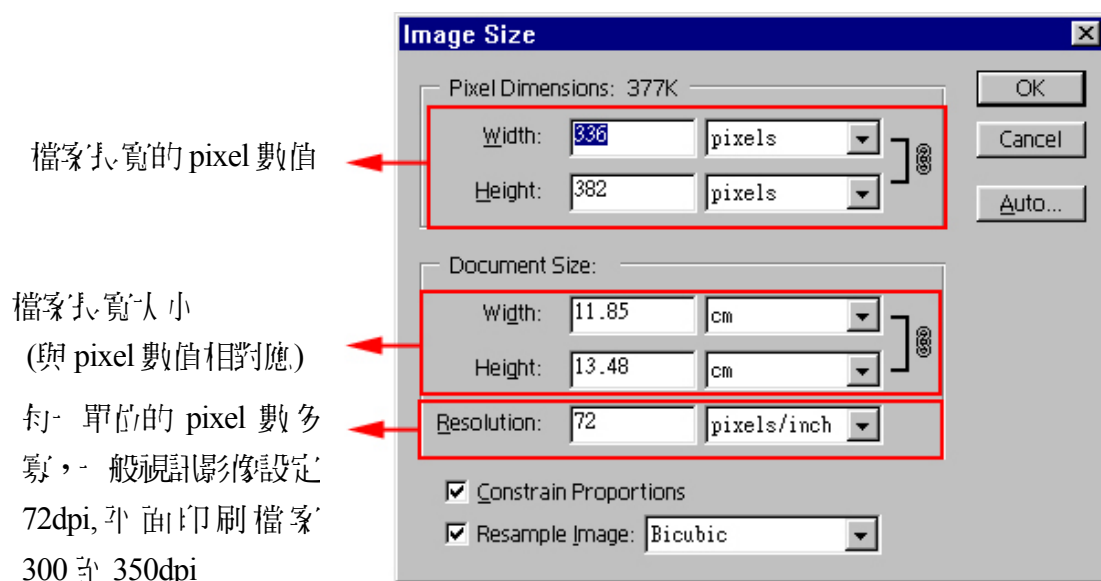 Image Size
Pixel Dimensions: 377K
Width: 336 pixels
Height: 382 pixels
OK
Cancel
Auto...
檔案長寬的 pixel 數值
Document Size:
Width: 11.85 cm
Height: 13.48 cm
檔案長寬大小
(與 pixel 數值相對應)
Resolution: 72 pixels/inch
每一單位的 pixel 數多
寡，一般視訊影像設定
72dpi,平面印刷檔案
300 350dpi
Constrain Proportions
Resample Image: Bicubic